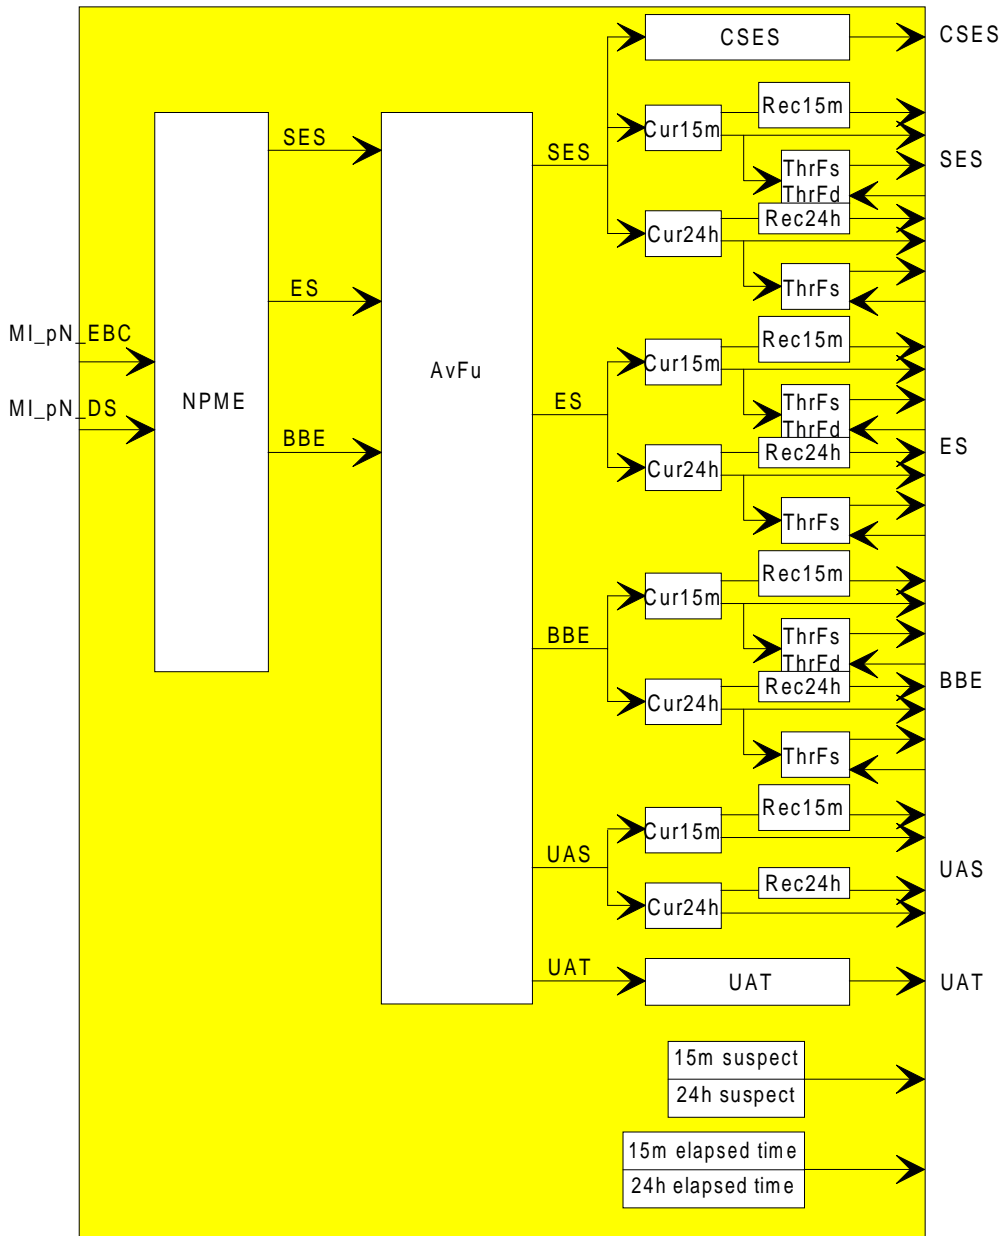 CSES
CSES
Rec15m
Cur15m
SES
SES
SES
ThrFs
ThrFd
Rec24h
Cur24h
ThrFs
ES
MI_pN_EBC
MI_pN_DS
NPME
AvFu
BBE
Rec15m
Cur15m
ES
ThrFs
ThrFd
Rec24h
Cur24h
ES
ThrFs
Rec15m
Cur15m
BBE
ThrFs
ThrFd
Rec24h
Cur24h
BBE
ThrFs
Rec15m
Cur15m
UAS
UAS
Rec24h
Cur24h
UAT
UAT
UAT
15m suspect
24h suspect
15m elapsed time
24h elapsed time